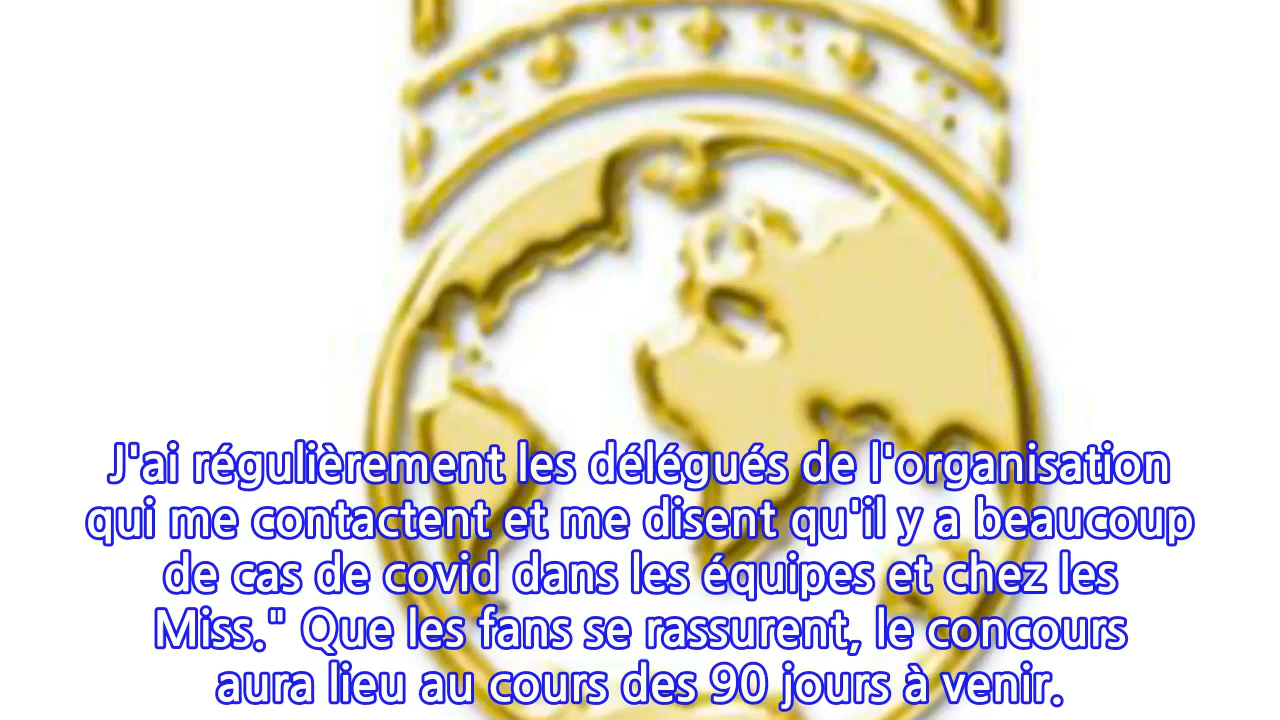 J'ai régulièrement les délégués de l'organisation
qui me contactent et me disent qu'il y a beaucoup
de cas de covid dans les équipes et chez les
Miss." Que les fans se rassurent, le concours
aura lieu au cours des 90 jours à venir.